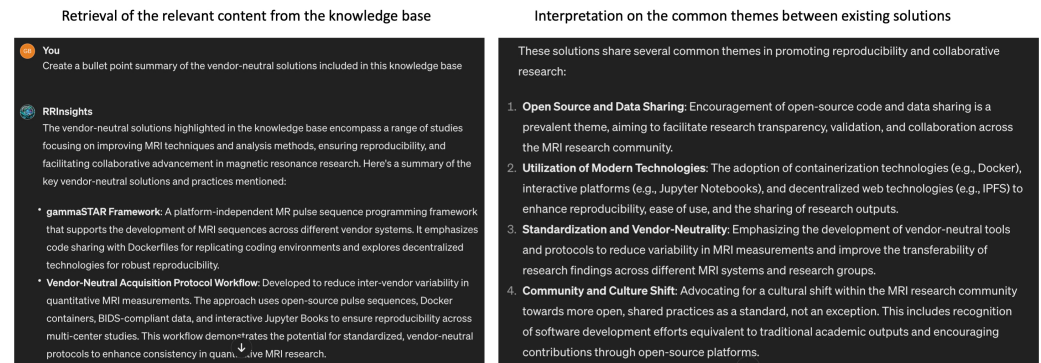 Retrieval of the relevant content from the knowledge base
GB
You
Create a bullet point summary of the vendor-neutral solutions included in this knowledge base
RRInsights
The vendor-neutral solutions highlighted in the knowledge base encompass a range of studies
focusing on improving MRI techniques and analysis methods, ensuring reproducibility, and
facilitating collaborative advancement in magnetic resonance research. Here's a summary of the
key vendor-neutral solutions and practices mentioned:
• gammaSTAR Framework: A platform-independent MR pulse sequence programming framework
that supports the development of MRI sequences across different vendor systems. It emphasizes
code sharing with Dockerfiles for replicating coding environments and explores decentralized
technologies for robust reproducibility.
• Vendor-Neutral Acquisition Protocol Workflow: Developed to reduce inter-vendor variability in
quantitative MRI measurements. The approach uses open-source pulse sequences, Docker
containers, BIDS-compliant data, and interactive Jupyter Books to ensure reproducibility across
multi-center studies. This workflow demonstrates the potential for standardized, vendor-neutral
protocols to enhance consistency in MRI research.
Interpretation on the common themes between existing solutions
These solutions share several common themes in promoting reproducibility and collaborative
research:
1. Open Source and Data Sharing: Encouragement of open-source code and data sharing is a
prevalent theme, aiming to facilitate research transparency, validation, and collaboration across
the MRI research community.
2. Utilization of Modern Technologies: The adoption of containerization technologies (e.g., Docker),
interactive platforms (e.g., Jupyter Notebooks), and decentralized web technologies (e.g., IPFS) to
enhance reproducibility, ease of use, and the sharing of research outputs.
3. Standardization and Vendor-Neutrality: Emphasizing the development of vendor-neutral tools
and protocols to reduce variability in MRI measurements and improve the transferability of
research findings across different MRI systems and research groups.
4. Community and Culture Shift: Advocating for a cultural shift within the MRI research community
towards more open, shared practices as a standard, not an exception. This includes recognition
of software development efforts equivalent to traditional academic outputs and encouraging
contributions through open-source platforms.